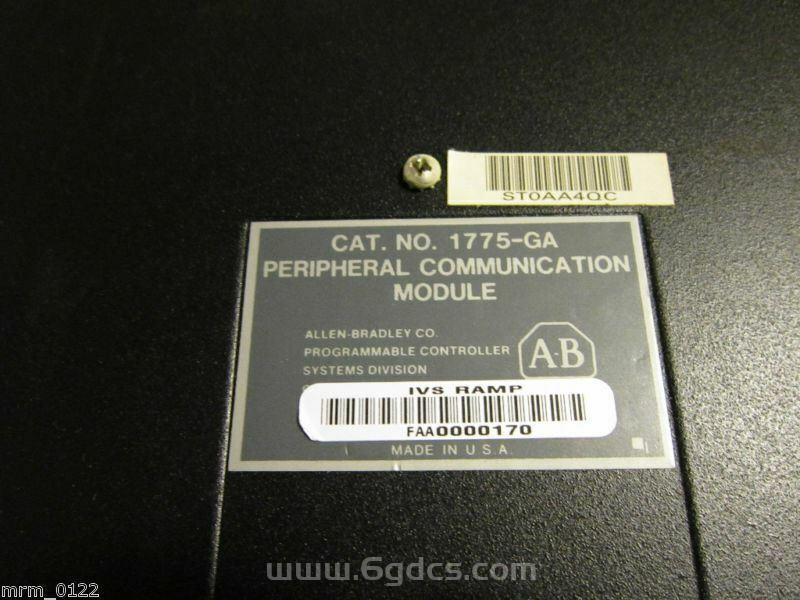 ST0AA4QC
CAT. NO. 1775-GA
PERIPHERAL COMMUNICATION
MODULE
ALLEN-BRADLEY CO.
PROGRAMMABLE CONTROLLER
SYSTEMS DIVISION
A-B
IVS RAMP
FAA0000170
MADE IN U.S.A.
www.6gdcs.com
mrm_0122